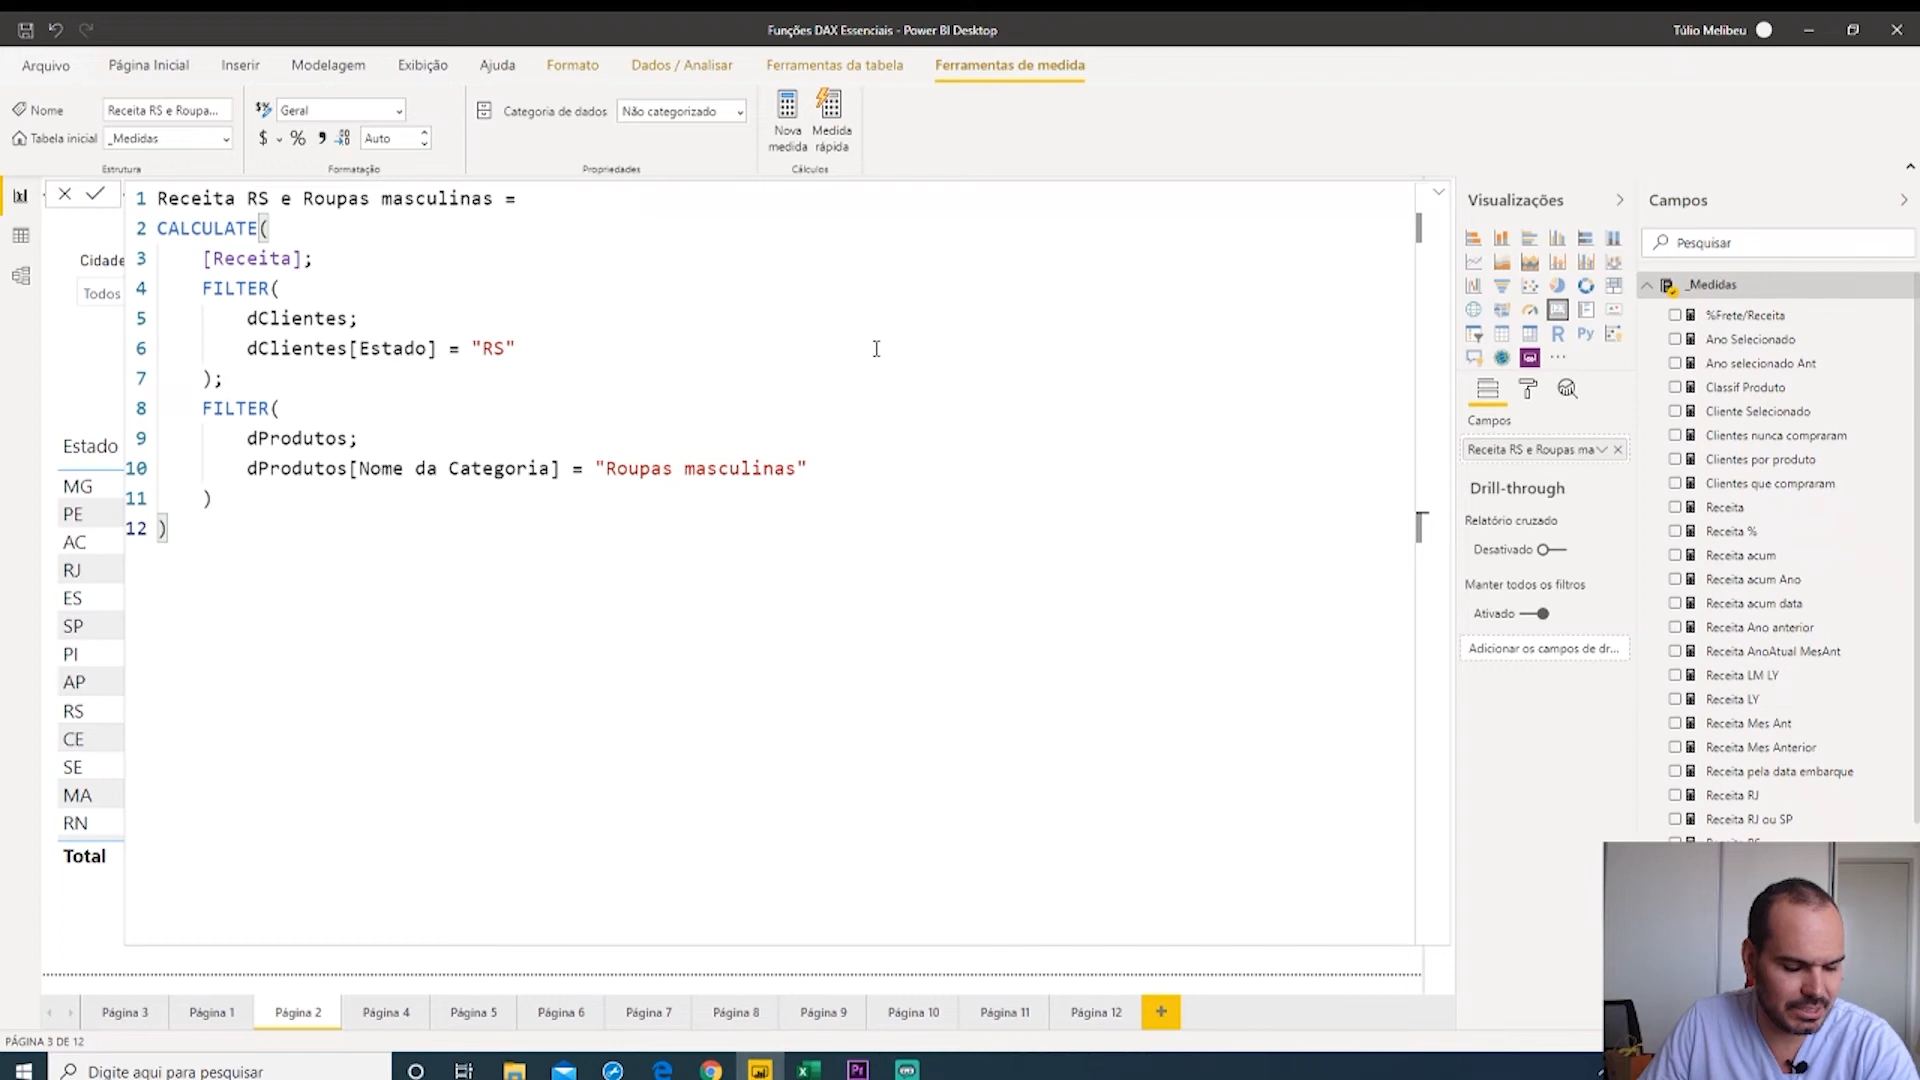 Funções DAX Essenciais - Power BI Desktop
Túlio Melibeu
Arquivo
Página Inicial
Inserir
Modelagem
Exibição
Ajuda
Formato
Dados / Analisar
Ferramentas da tabela
Ferramentas de medida
Nome
Receita RS e Roupa...
Tabela inicial
_Medidas
Estrutura
Geral
$ % 9
Auto
Formatação
Categoria de dados
Não categorizado
Propriedades
Nova medida
Medida rápida
Cálculos
Cidade
Todos
Estado
MG
PE
AC
RJ
ES
SP
PI
AP
RS
CE
SE
MA
RN
Total
1 Receita RS e Roupas masculinas =
2 CALCULATE(
3 [Receita];
4 FILTER(
5 dClientes;
6 dClientes[Estado] = "RS"
7 );
8 FILTER(
9 dProdutos;
10 dProdutos[Nome da Categoria] = "Roupas masculinas"
11 )
12 )
Visualizações
R Py
Campos
Receita RS e Roupas ma
Drill-through
Relatório cruzado
Desativado
Manter todos os filtros
Ativado
Adicionar os campos de dr...
Campos
Pesquisar
_Medidas
%Frete/Receita
Ano Selecionado
Ano selecionado Ant
Classif Produto
Cliente Selecionado
Clientes nunca compraram
Clientes por produto
Clientes que compraram
Receita
Receita %
Receita acum
Receita acum Ano
Receita acum data
Receita Ano anterior
Receita AnoAtual MesAnt
Receita LM LY
Receita LY
Receita Mes Ant
Receita Mes Anterior
Receita pela data embarque
Receita RJ
Receita RJ ou SP
Página 3
Página 1
Página 2
Página 4
Página 5
Página 6
Página 7
Página 8
Página 9
Página 10
Página 11
Página 12
+
PÁGINA 3 DE 12
Digite aqui para pesquisar
Pr